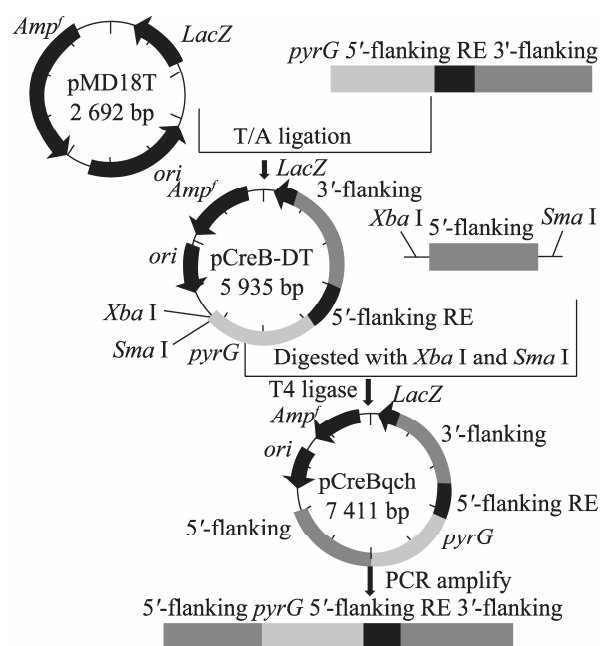 Ampf
LacZ
pMD18T
2 692 bp
ori
pyrG 5′-flanking RE 3'-flanking
T/A ligation
LacZ
Ampf
3′-flanking
ori
pCreB-DT
5 935 bp
Xba I
Sma I
5′-flanking
Xba I
Sma I
pyrG
5′-flanking RE
Digested with Xba I and Sma I
T4 ligase
LacZ
Ampf
3′-flanking
ori
pCreBqch
7 411 bp
5′-flanking RE
5′-flanking
pyrG
PCR amplify
5′-flanking pyrG 5′-flanking RE 3′-flanking